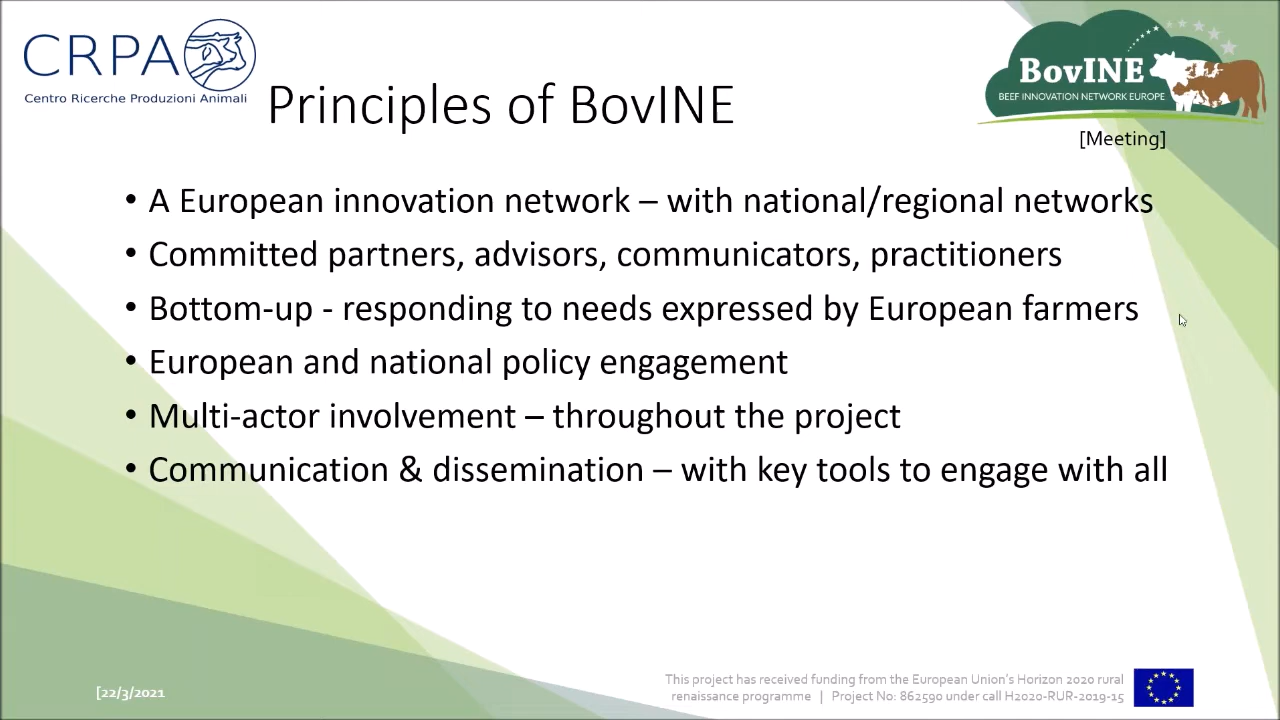 CRPA
Centro Ricerche Produzioni Animali
Principles of BovINE
BovINE
BEEF INNOVATION NETWORK EUROPE
[Meeting]
• A European innovation network – with national/regional networks
• Committed partners, advisors, communicators, practitioners
• Bottom-up - responding to needs expressed by European farmers
• European and national policy engagement
• Multi-actor involvement – throughout the project
• Communication & dissemination – with key tools to engage with all
[22/3/2021
This project has received funding from the European Union's Horizon 2020 rural
renaissance programme | Project No: 862590 under call H2020-RUR-2019-15